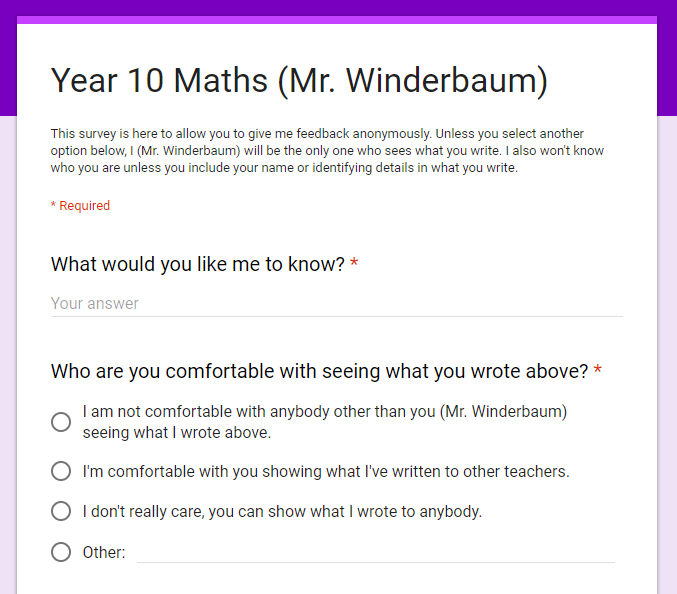 Year 10 Maths (Mr. Winderbaum)
This survey is here to allow you to give me feedback anonymously. Unless you select another
option below, I (Mr. Winderbaum) will be the only one who sees what you write. I also won't know
who you are unless you include your name or identifying details in what you write.
* Required
What would you like me to know? *
Your answer
Who are you comfortable with seeing what you wrote above? *
I am not comfortable with anybody other than you (Mr. Winderbaum)
seeing what I wrote above.
I'm comfortable with you showing what I've written to other teachers.
I don't really care, you can show what I wrote to anybody.
Other: